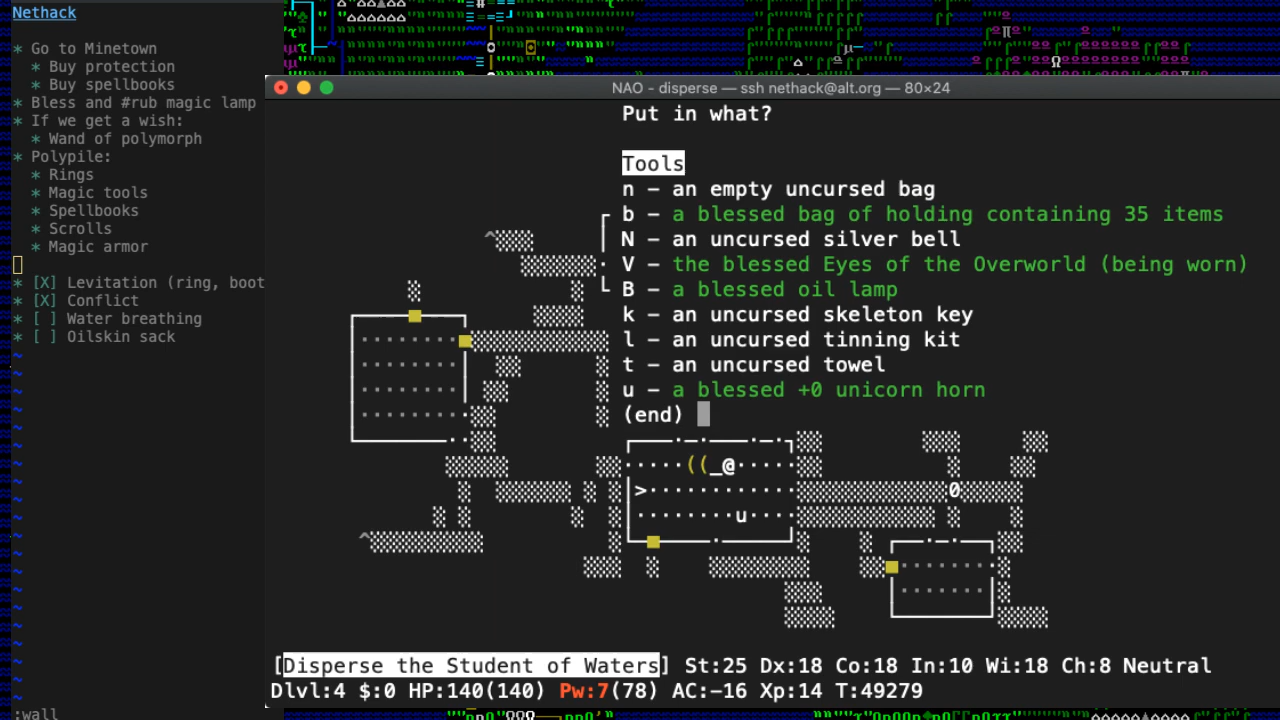 Nethack
* Go to Minetown
* Buy protection
* Buy spellbooks
* Bless and #rub magic lamp
* If we get a wish:
* Wand of polymorph
* Polypile:
* Rings
* Magic tools
* Spellbooks
* Scrolls
* Magic armor
* [X] Levitation (ring, boot
* [X] Conflict
* [ ] Water breathing
* [ ] Oilskin sack
:wall
NAO - disperse — ssh nethack@alt.org — 80×24
Put in what?
Tools
n - an empty uncursed bag
b - a blessed bag of holding containing 35 items
N - an uncursed silver bell
V - the blessed Eyes of the Overworld (being worn)
B - a blessed oil lamp
k - an uncursed skeleton key
l - an uncursed tinning kit
t - an uncursed towel
u - a blessed +0 unicorn horn
(end)
[Disperse the Student of Waters] St:25 Dx:18 Co:18 In:10 Wi:18 Ch:8 Neutral
Dlvl:4 $:0 HP:140(140) Pw:7(78) AC:-16 Xp:14 T:49279